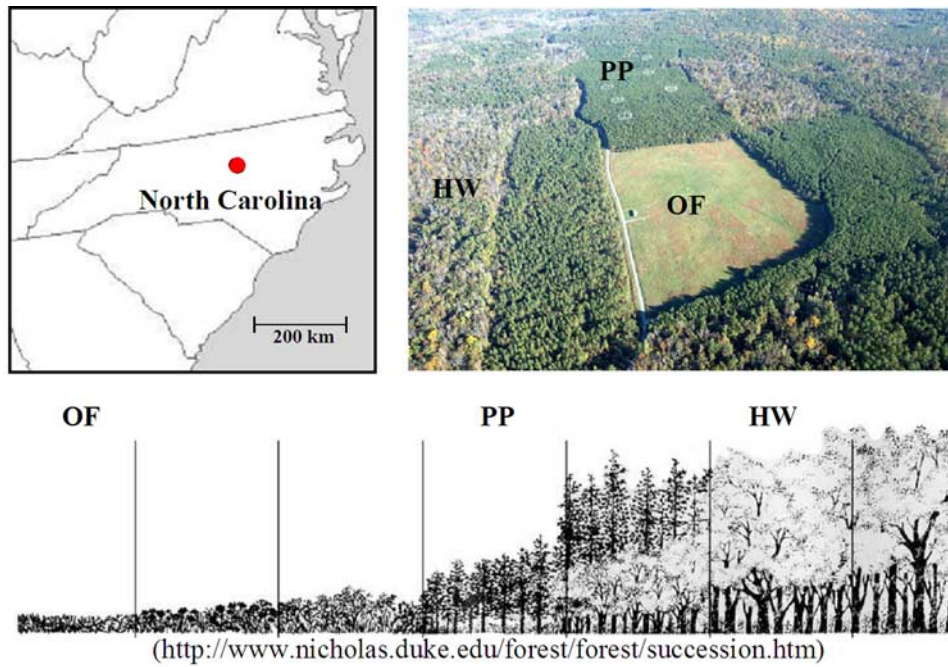 North Carolina
200 km
PP
HW
OF
OF
PP
HW
(http://www.nicholas.duke.edu/forest/forest/succession.htm)